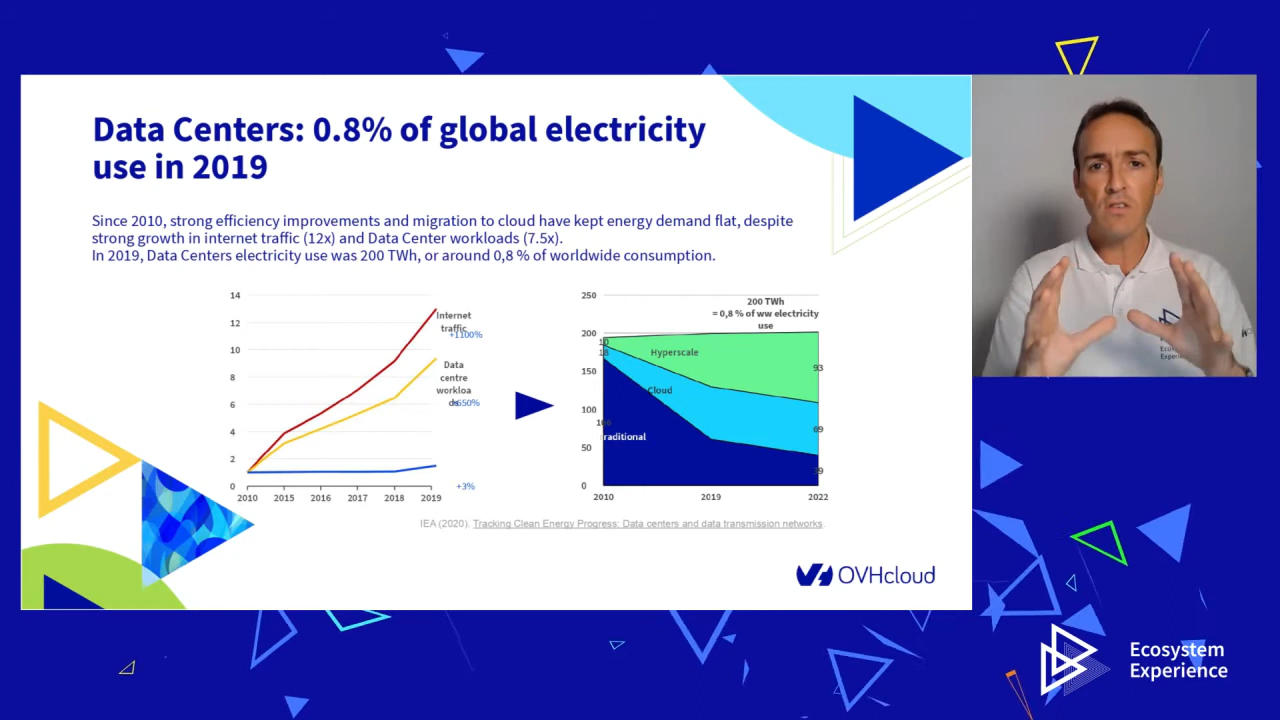 Data Centers: 0.8% of global electricity
use in 2019
Since 2010, strong efficiency improvements and migration to cloud have kept energy demand flat, despite
strong growth in internet traffic (12x) and Data Center workloads (7.5x).
In 2019, Data Centers electricity use was 200 TWh, or around 0,8 % of worldwide consumption.
14
12
10
8
6
4
2
0
2010 2015 2016 2017 2018 2019
Internet
traffic
+1100%
Data
centre
workloa
ds
+650%
+3%
250
200
150
100
50
0
2010 2019 2022
200 TWh
= 0,8 % of ww electricity
use
10
18
Hyperscale
93
Cloud
69
raditional
IEA (2020). Tracking Clean Energy Progress: Data centers and data transmission networks.
OVHcloud
Ecosystem
Experience